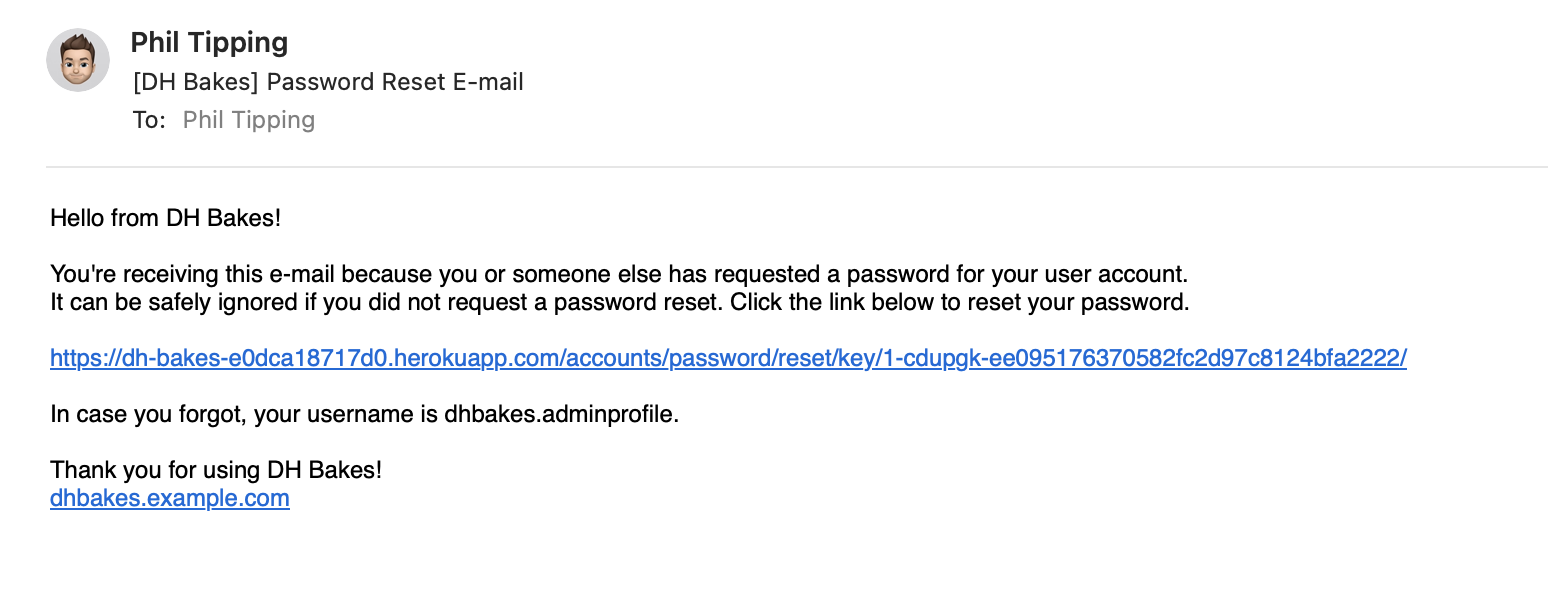 Phil Tipping
[DH Bakes] Password Reset E-mail
To: Phil Tipping
Hello from DH Bakes!
You're receiving this e-mail because you or someone else has requested a password for your user account.
It can be safely ignored if you did not request a password reset. Click the link below to reset your password.
https://dh-bakes-e0dca18717d0.herokuapp.com/accounts/password/reset/key/1-cdupgk-ee095176370582fc2d97c8124bfa2222/
In case you forgot, your username is dhbakes.adminprofile.
Thank you for using DH Bakes!
dhbakes.example.com